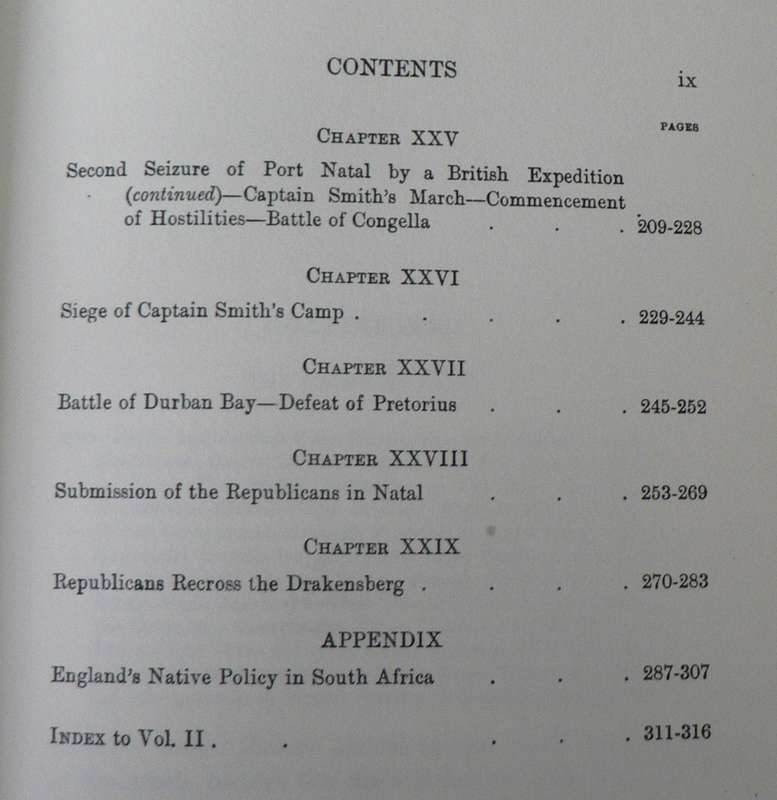 CONTENTS
ix
PAGES
CHAPTER XXV
Second Seizure of Port Natal by a British Expedition
(continued)—Captain Smith's March—Commencement
of Hostilities—Battle of Congella . . . 209-228
CHAPTER XXVI
Siege of Captain Smith's Camp . . . . . 229-244
CHAPTER XXVII
Battle of Durban Bay—Defeat of Pretorius . . . 245-252
CHAPTER XXVIII
Submission of the Republicans in Natal . . . 253-269
CHAPTER XXIX
Republicans Recross the Drakensberg . . . . 270-283
APPENDIX
England's Native Policy in South Africa . . . 287-307
INDEX to Vol. II . . . . . 311-316